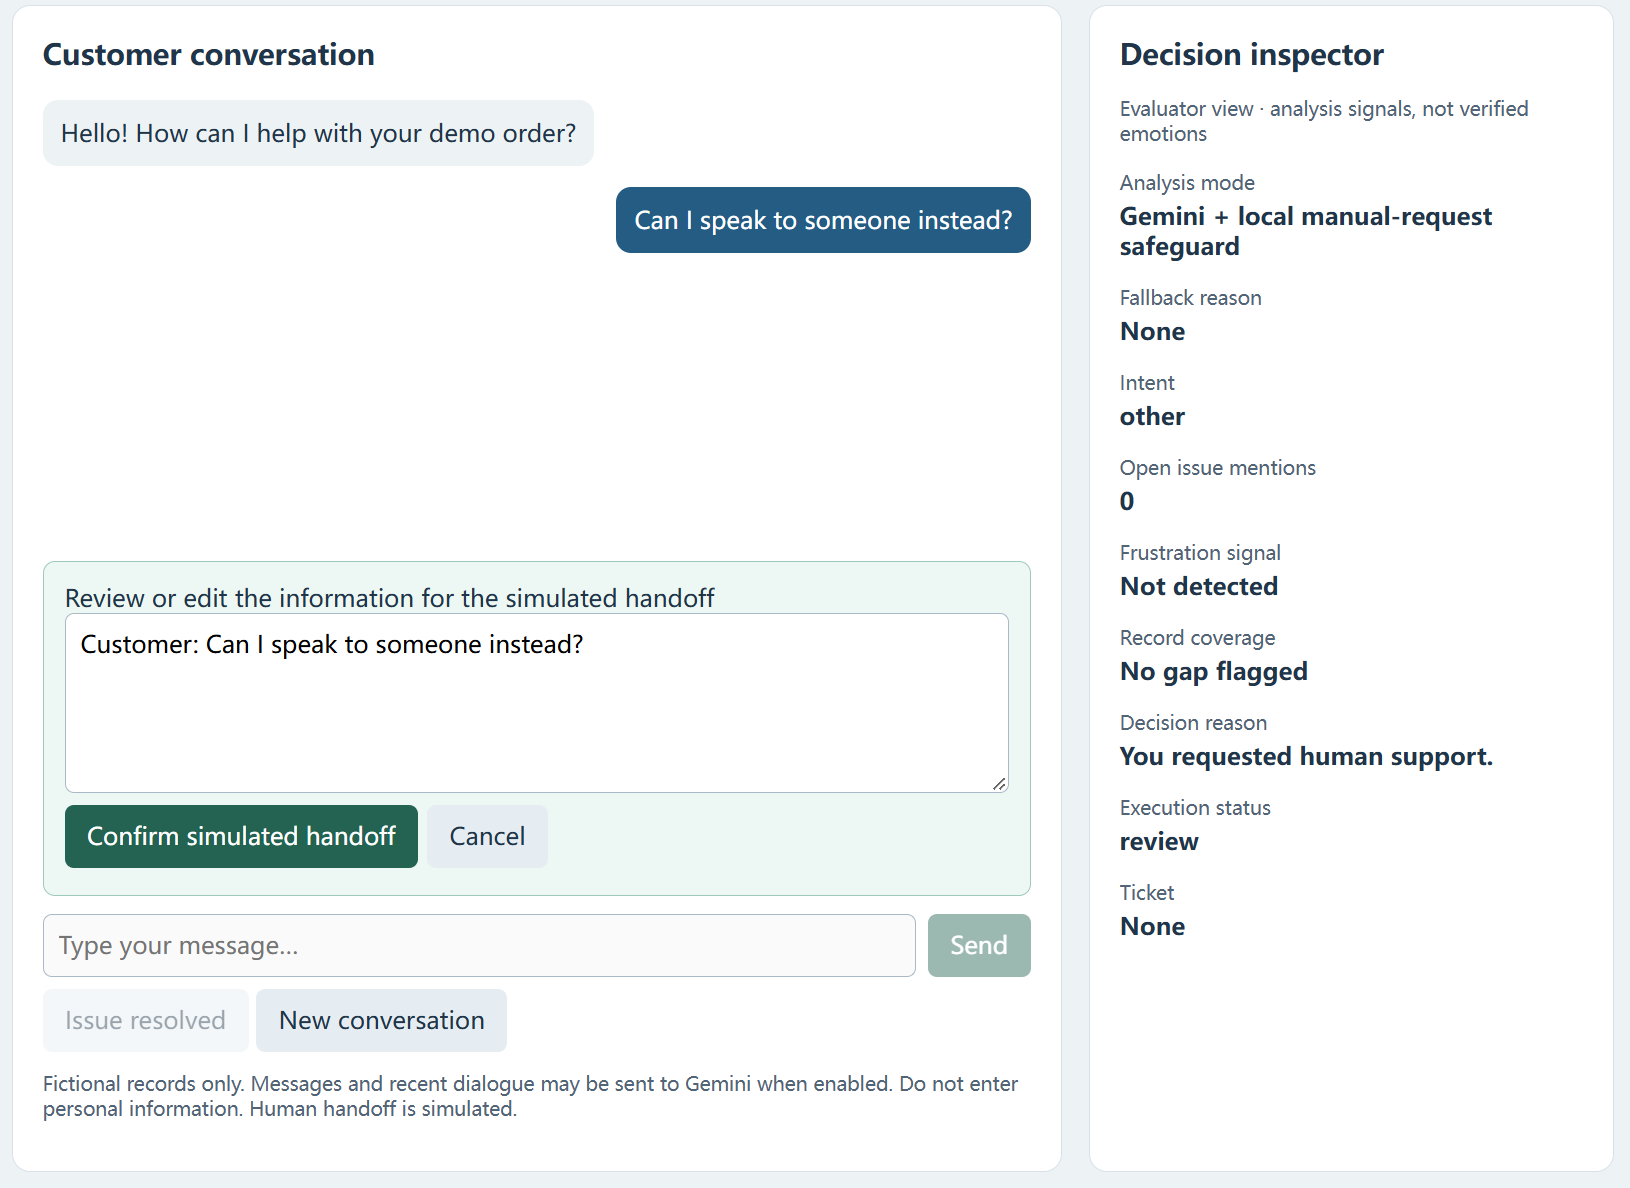 Customer conversation
Hello! How can I help with your demo order?
Can I speak to someone instead?
Review or edit the information for the simulated handoff
Customer: Can I speak to someone instead?
Confirm simulated handoff
Cancel
Type your message...
Send
Issue resolved
New conversation
Fictional records only. Messages and recent dialogue may be sent to Gemini when enabled. Do not enter
personal information. Human handoff is simulated.
Decision inspector
Evaluator view · analysis signals, not verified
emotions
Analysis mode
Gemini + local manual-request
safeguard
Fallback reason
None
Intent
other
Open issue mentions
0
Frustration signal
Not detected
Record coverage
No gap flagged
Decision reason
You requested human support.
Execution status
review
Ticket
None